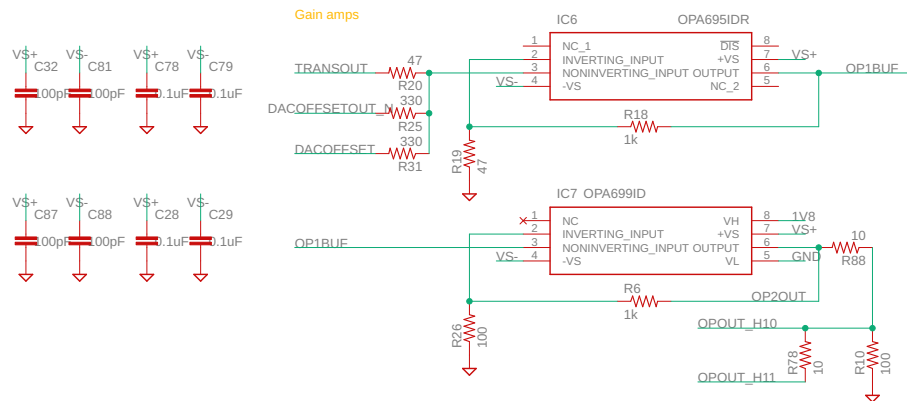 Gain amps
IC6 OPA695IDR
VS+ VS- VS+ VS-
C32 C81 C78 C79
100pF 100pF 0.1uF 0.1uF
1 NC_1 DIS 8
2 INVERTING_INPUT +VS 7 VS+
3 NONINVERTING_INPUT OUTPUT 6 OP1BUF
VS- 4 -VS NC_2 5
TRANSOUT 47
R20
DACOFFSETOUT_N 330
R25
DACOFFSET 330
R31
R18
1k
R19
47
IC7 OPA699ID
VS+ VS- VS+ VS-
C87 C88 C28 C29
100pF 100pF 0.1uF 0.1uF
1 NC VH 8 1V8
2 INVERTING_INPUT +VS 7 VS+
OP1BUF 3 NONINVERTING_INPUT OUTPUT 6
VS- 4 -VS VL 5 GND
10
R88
R6
1k
OP2OUT
R26
100
OPOUT_H10
R78
10
R10
100
OPOUT_H11